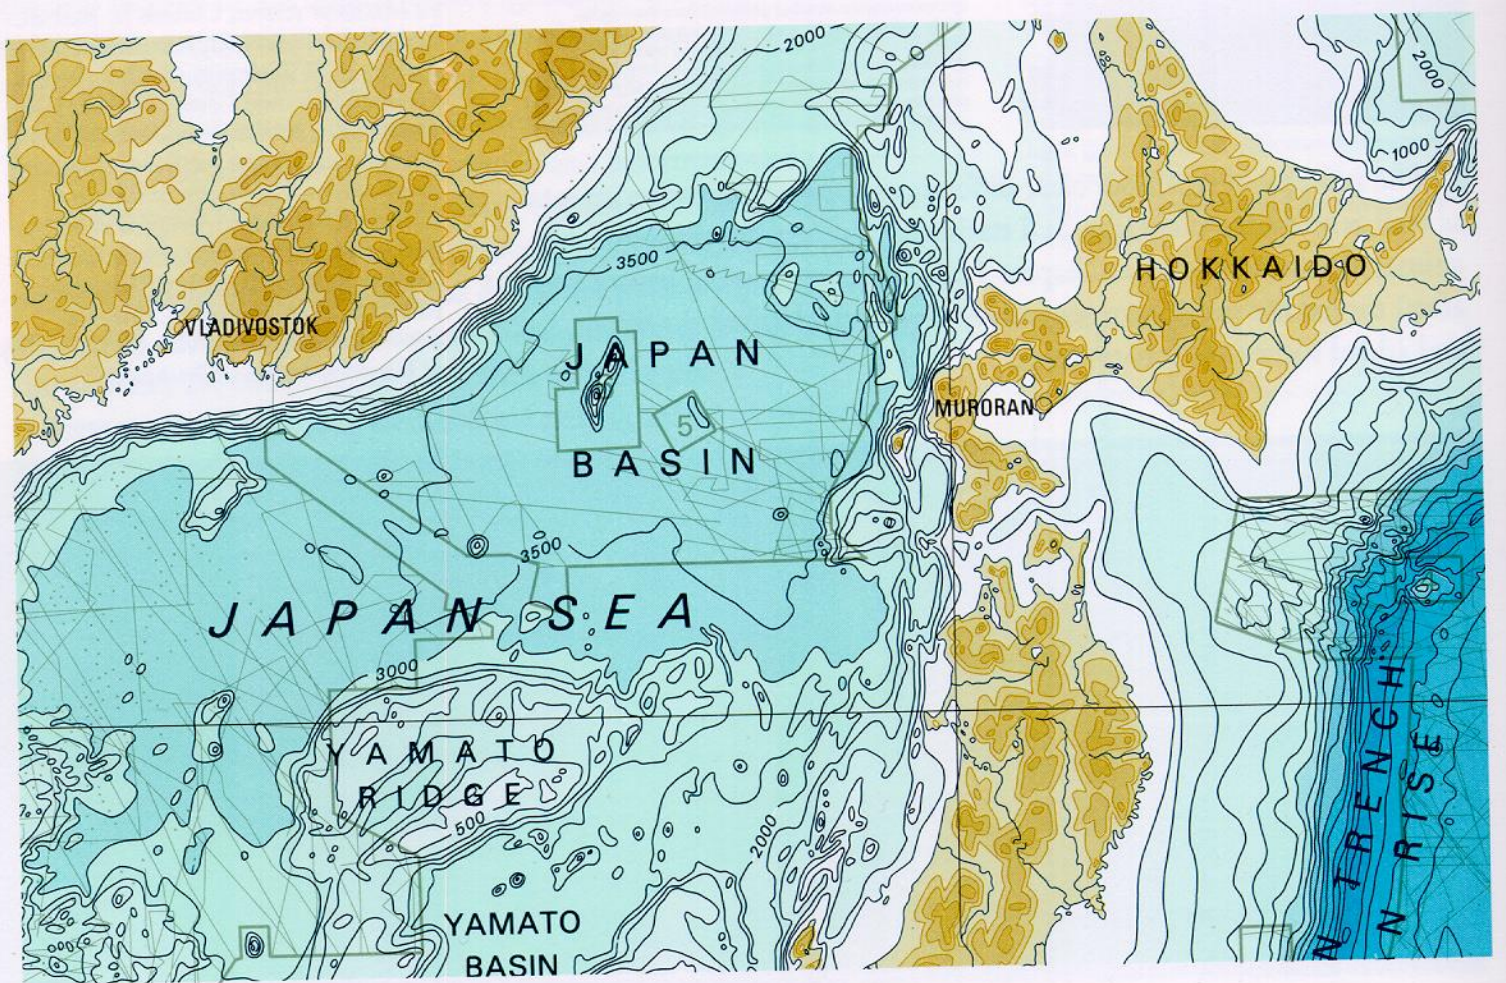 2000
2000
1000
HOKKAIDO
3500
VLADIVOSTOK
JAPAN
MURORAN
5
BASIN
3500
JAPAN SEA
3000
YAMATO
RIDGE
500
2000
TRENCH
RISE
YAMATO
BASIN
N
N